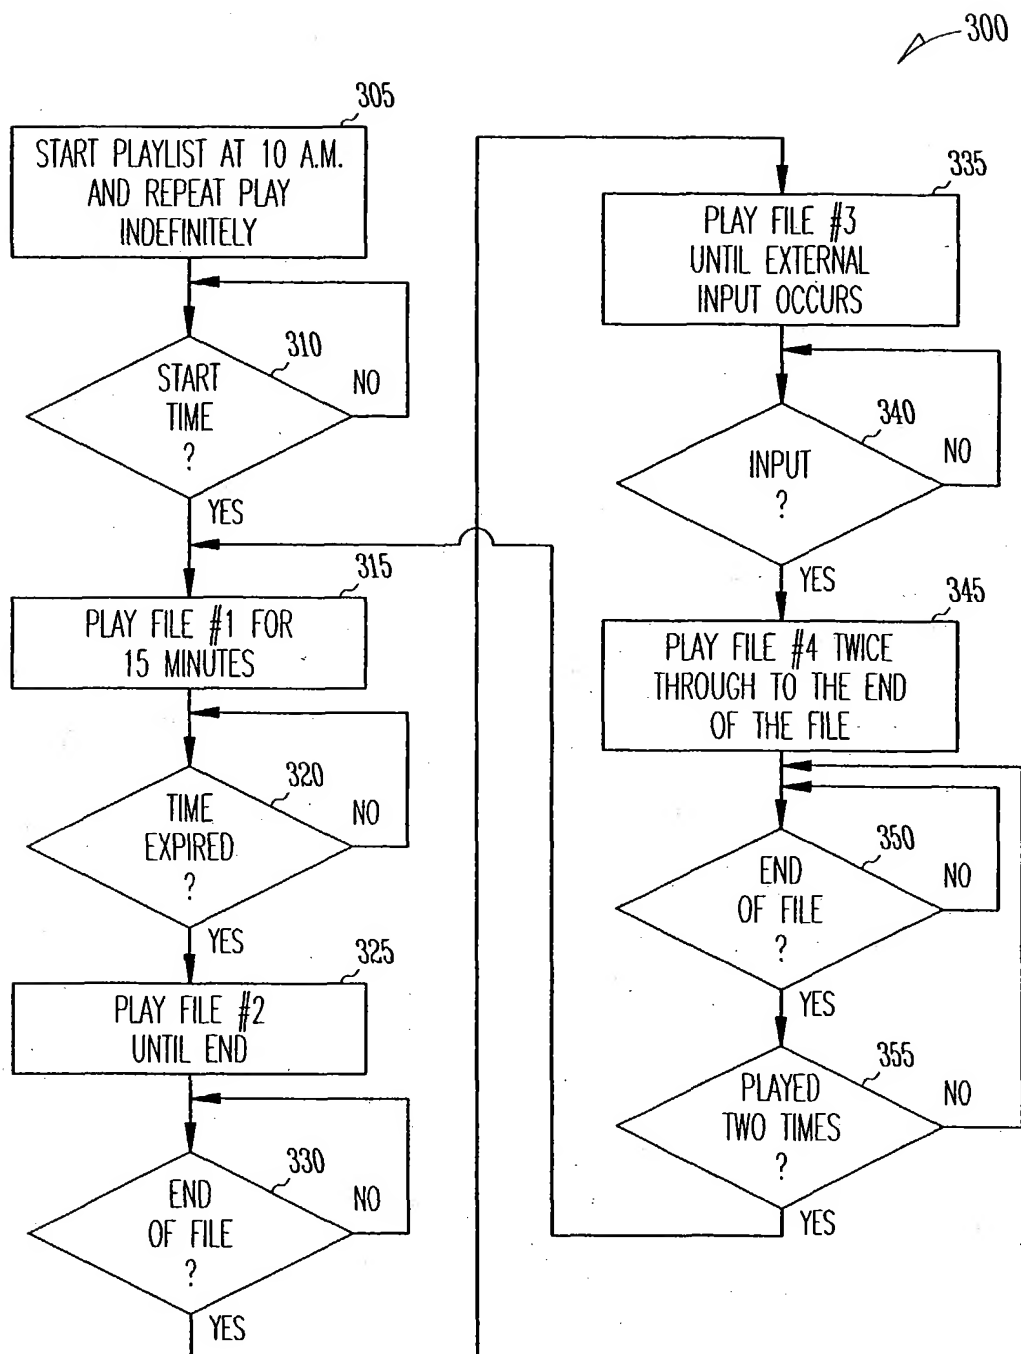 300
305
START PLAYLIST AT 10 A.M.
AND REPEAT PLAY
INDEFINITELY
310
START
TIME
?
NO
YES
315
PLAY FILE #1 FOR
15 MINUTES
320
TIME
EXPIRED
?
NO
YES
325
PLAY FILE #2
UNTIL END
330
END
OF FILE
?
NO
YES
335
PLAY FILE #3
UNTIL EXTERNAL
INPUT OCCURS
340
INPUT
?
NO
YES
345
PLAY FILE #4 TWICE
THROUGH TO THE END
OF THE FILE
350
END
OF FILE
?
NO
YES
355
PLAYED
TWO TIMES
?
NO
YES